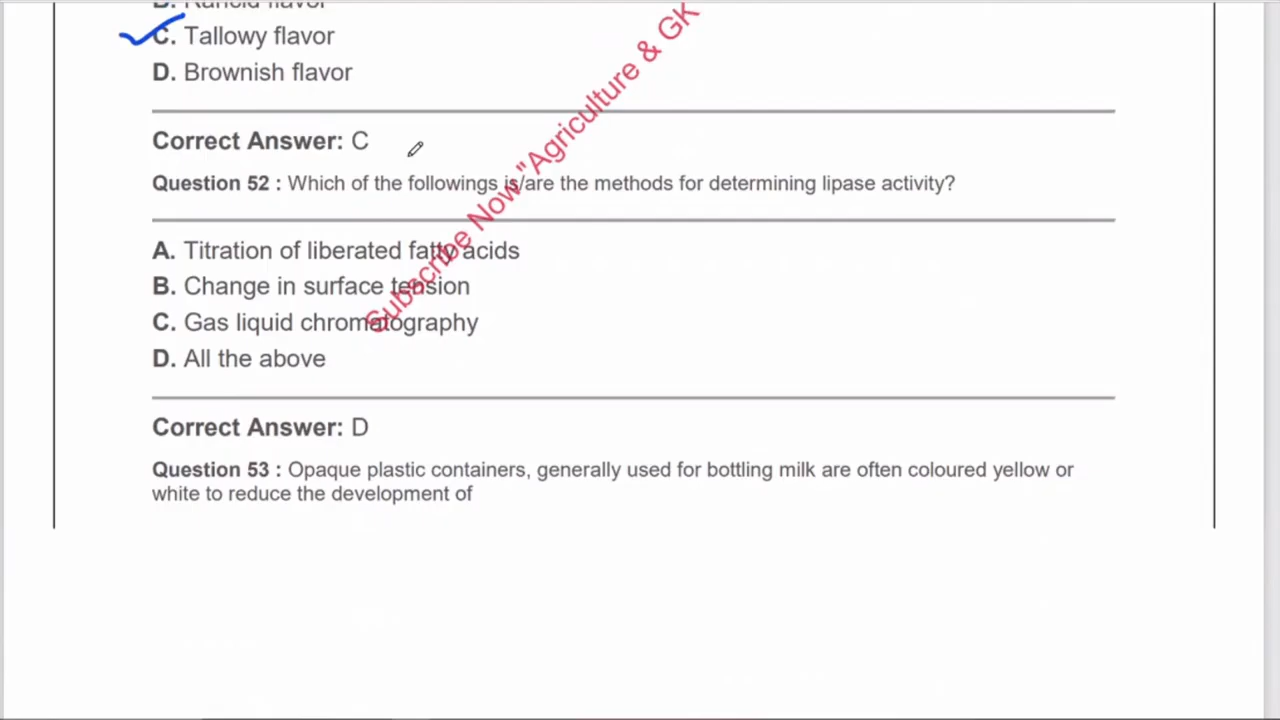 C. Tallowy flavor
D. Brownish flavor
Correct Answer: C
Question 52 : Which of the followings is/are the methods for determining lipase activity?
A. Titration of liberated fatty acids
B. Change in surface tension
C. Gas liquid chromatography
D. All the above
Correct Answer: D
Question 53 : Opaque plastic containers, generally used for bottling milk are often coloured yellow or
white to reduce the development of
Subscribe Now "Agriculture & GK